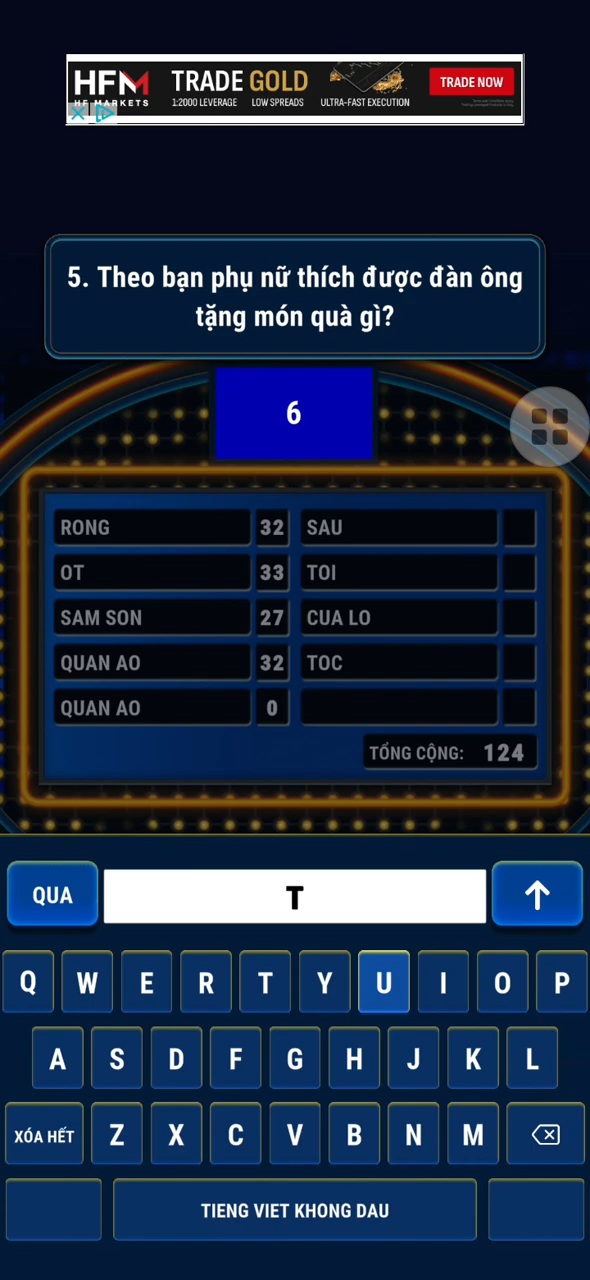 HFM
HF MARKETS
TRADE GOLD
1:2000 LEVERAGE LOW SPREADS ULTRA-FAST EXECUTION
TRADE NOW
5. Theo bạn phụ nữ thích được đàn ông
tặng món quà gì?
6
RONG 32 SAU
OT 33 TOI
SAM SON 27 CUA LO
QUAN AO 32 TOC
QUAN AO 0
TỔNG CỘNG: 124
QUA T
Q W E R T Y U I O P
A S D F G H J K L
XÓA HẾT Z X C V B N M
TIENG VIET KHONG DAU